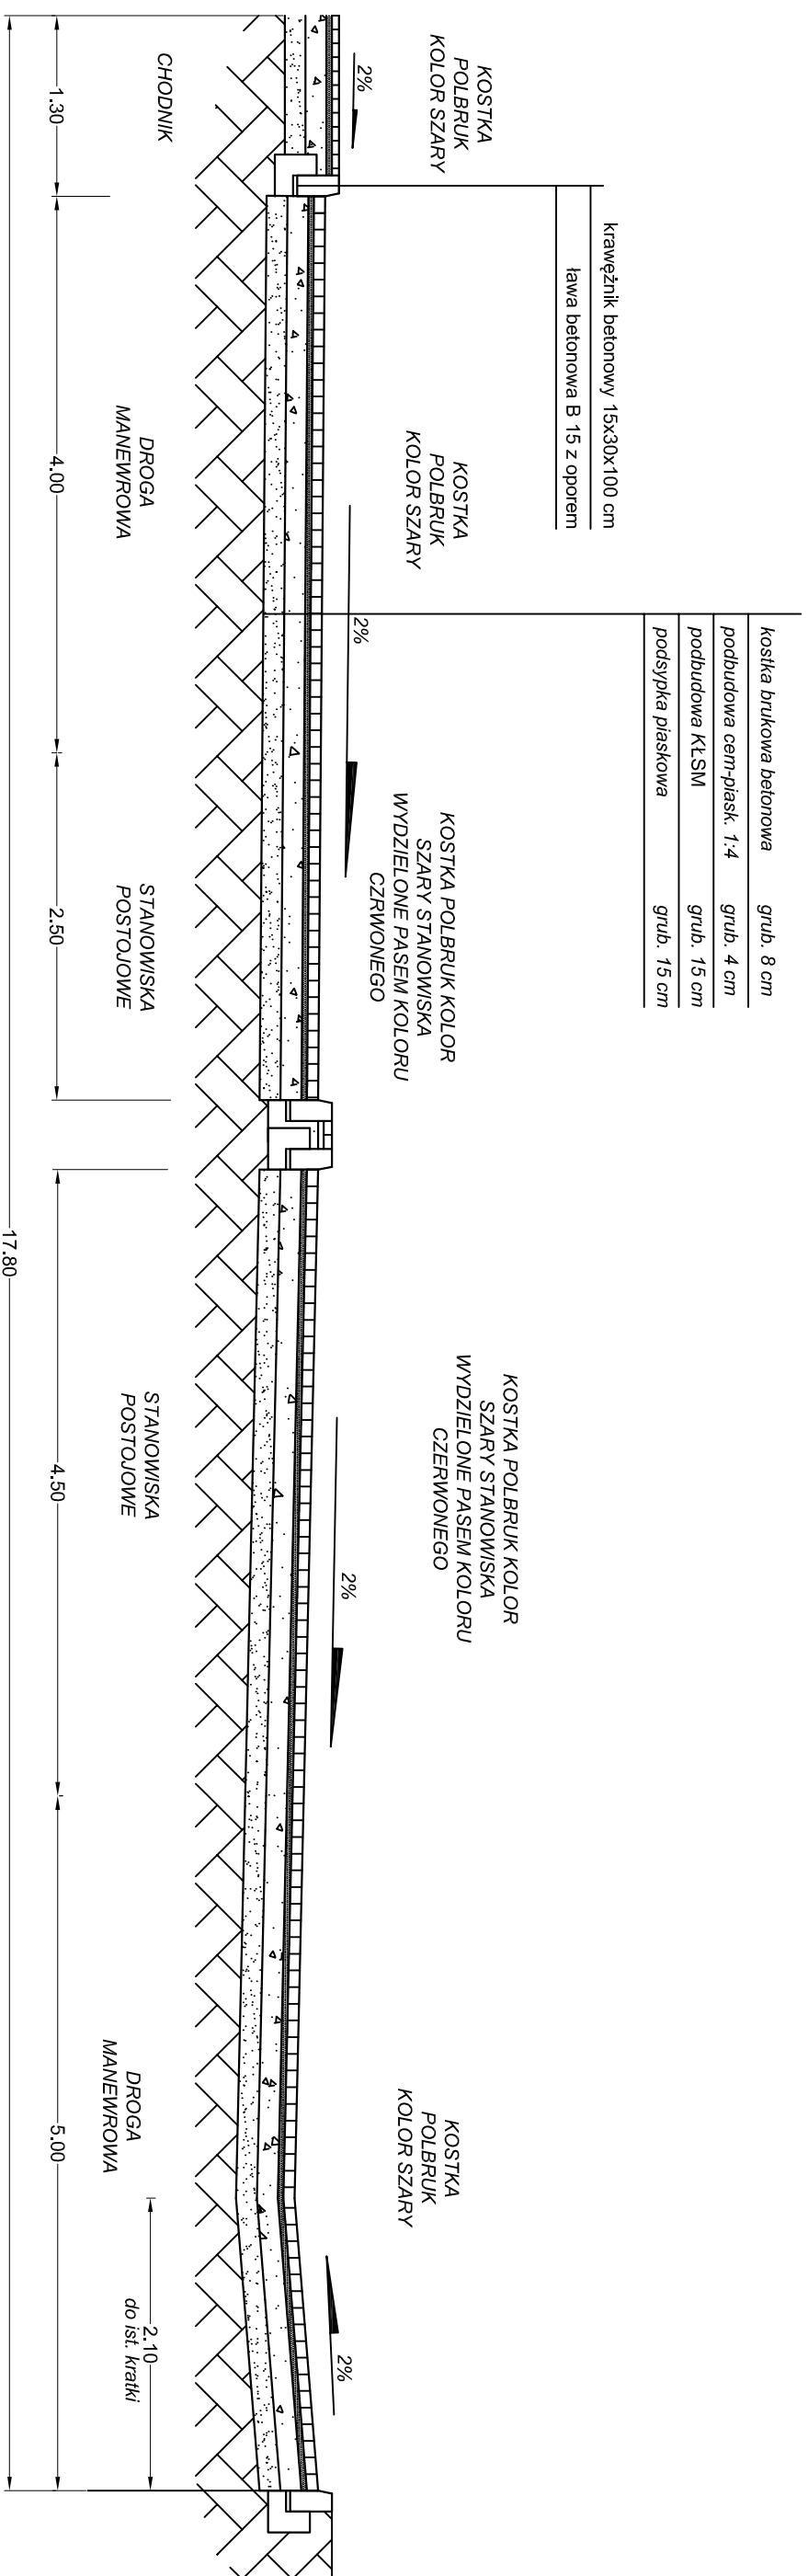 kostka brukowa betonowa grub. 8 cm
podbudowa cem-piask. 1:4 grub. 4 cm
podbudowa KŁSM grub. 15 cm
podsypka piaskowa grub. 15 cm
krawężnik betonowy 15x30x100 cm
ława betonowa B 15 z oporem
KOSTKA
POLBRUK
KOLOR SZARY
KOSTKA
POLBRUK
KOLOR SZARY
KOSTKA POLBRUK KOLOR
SZARY STANOWISKA
WYDZIELONE PASEM KOLORU
CZRWONEGO
KOSTKA POLBRUK KOLOR
SZARY STANOWISKA
WYDZIELONE PASEM KOLORU
CZERWONEGO
KOSTKA
POLBRUK
KOLOR SZARY
2%
2%
2%
2%
CHODNIK
DROGA
MANEWROWA
STANOWISKA
POSTOJOWE
STANOWISKA
POSTOJOWE
DROGA
MANEWROWA
2.10
do ist. kratki
1.30
4.00
2.50
4.50
5.00
17.80